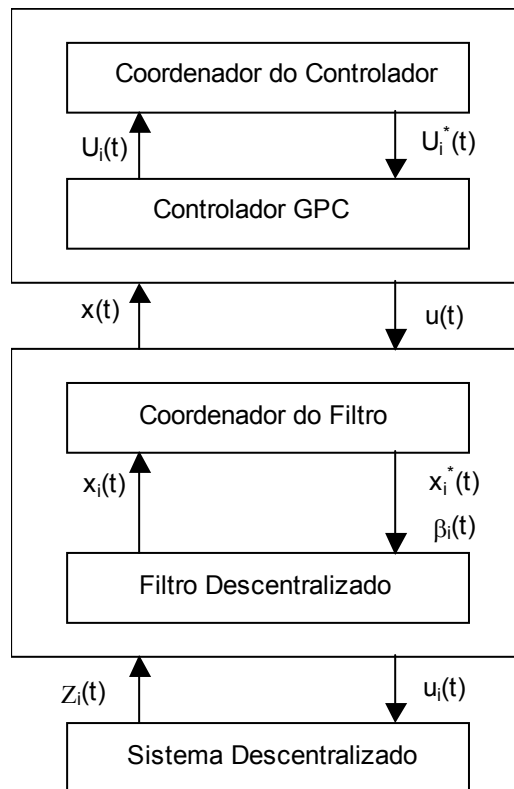 Coordenador do Controlador
Uᵢ(t)
Uᵢ*(t)
Controlador GPC
x(t)
u(t)
Coordenador do Filtro
xᵢ(t)
xᵢ*(t)
βᵢ(t)
Filtro Descentralizado
Zᵢ(t)
uᵢ(t)
Sistema Descentralizado